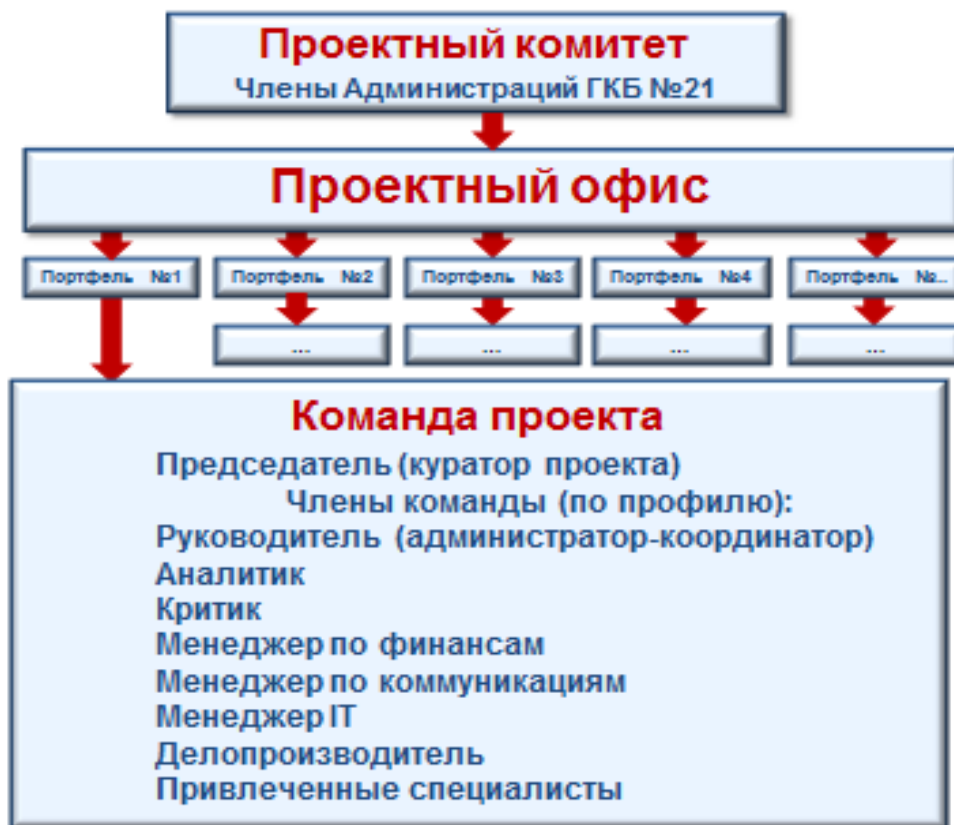 Проектный комитет
Члены Администраций ГКБ №21
Проектный офис
Портфель №1 Портфель №2 Портфель №3 Портфель №4 Портфель №...
... ... ... ...
Команда проекта
Председатель (куратор проекта)
Члены команды (по профилю):
Руководитель (администратор-координатор)
Аналитик
Критик
Менеджер по финансам
Менеджер по коммуникациям
Менеджер IT
Делопроизводитель
Привлеченные специалисты